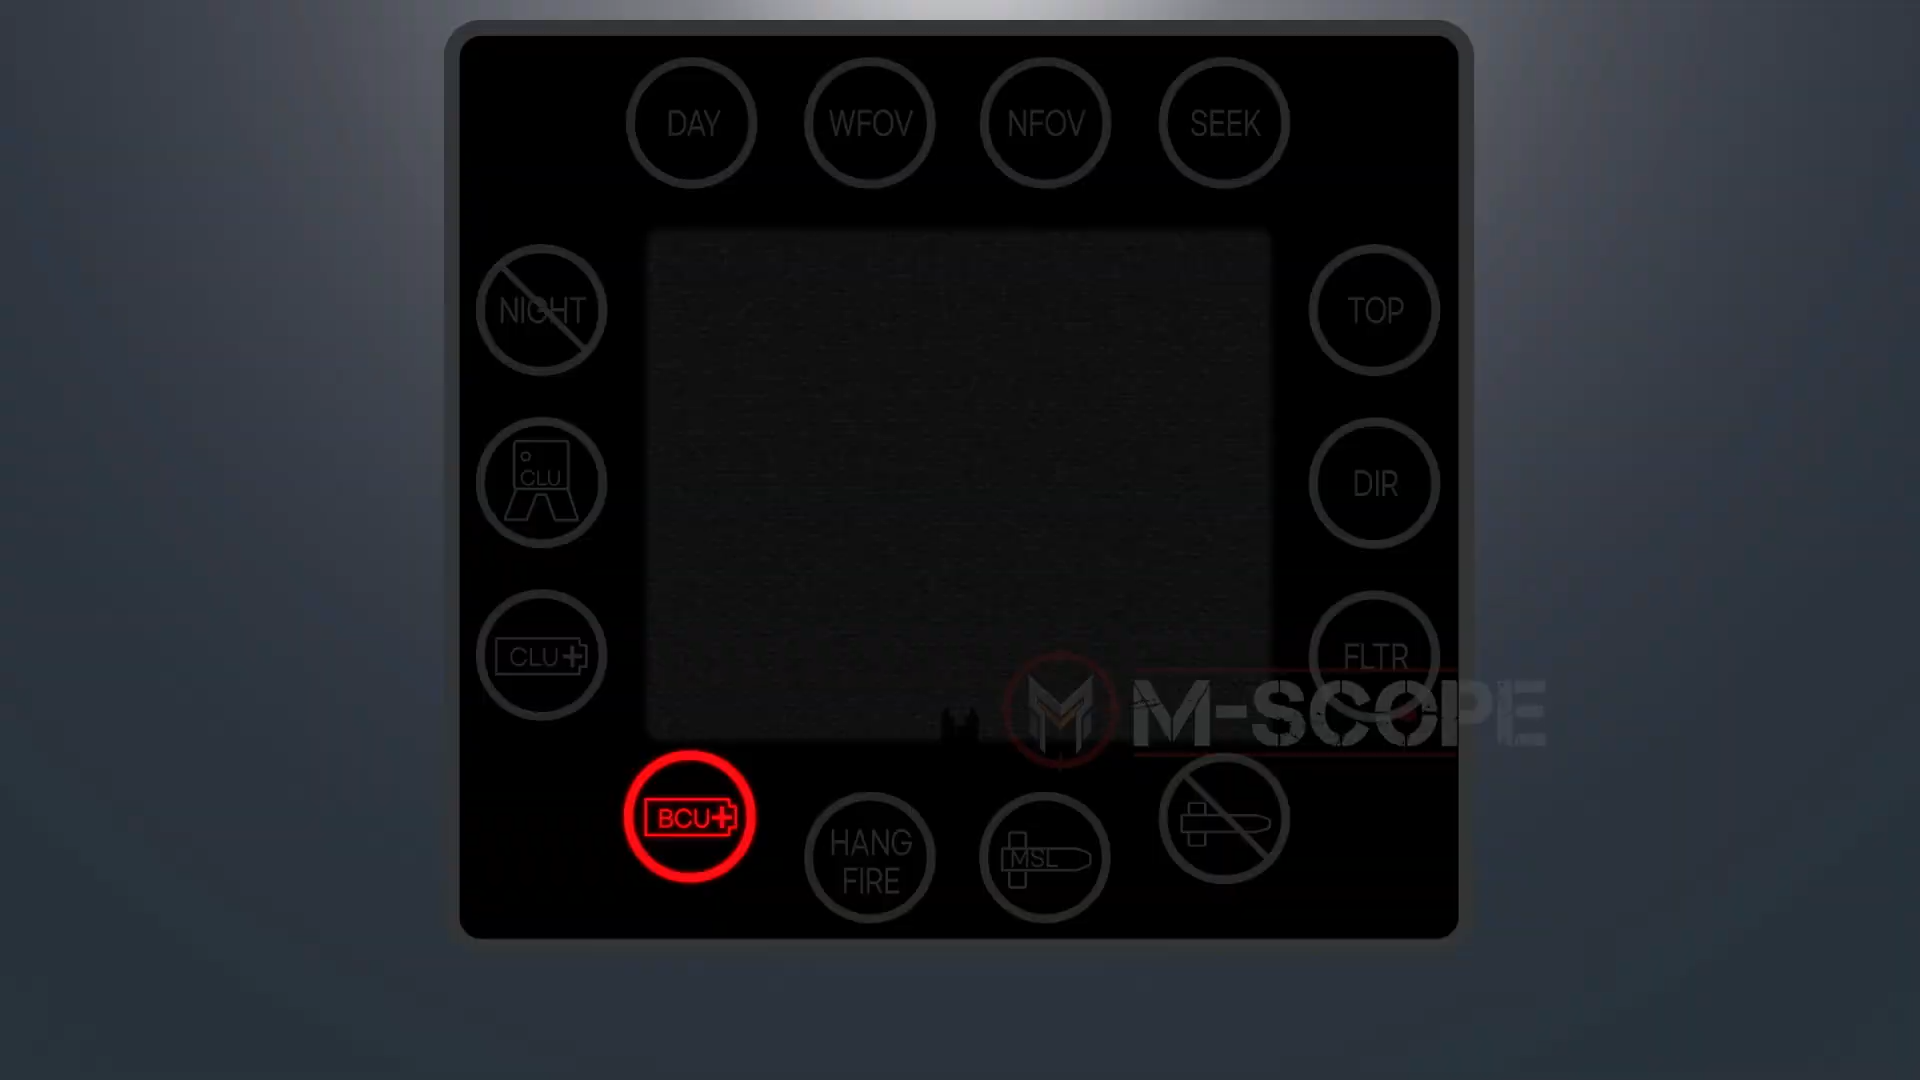 DAY
WFOV
NFOV
SEEK
NIGHT
TOP
CLU
DIR
CLU+
FLTR
M-SCOPE
BCU+
HANG
FIRE
MSL